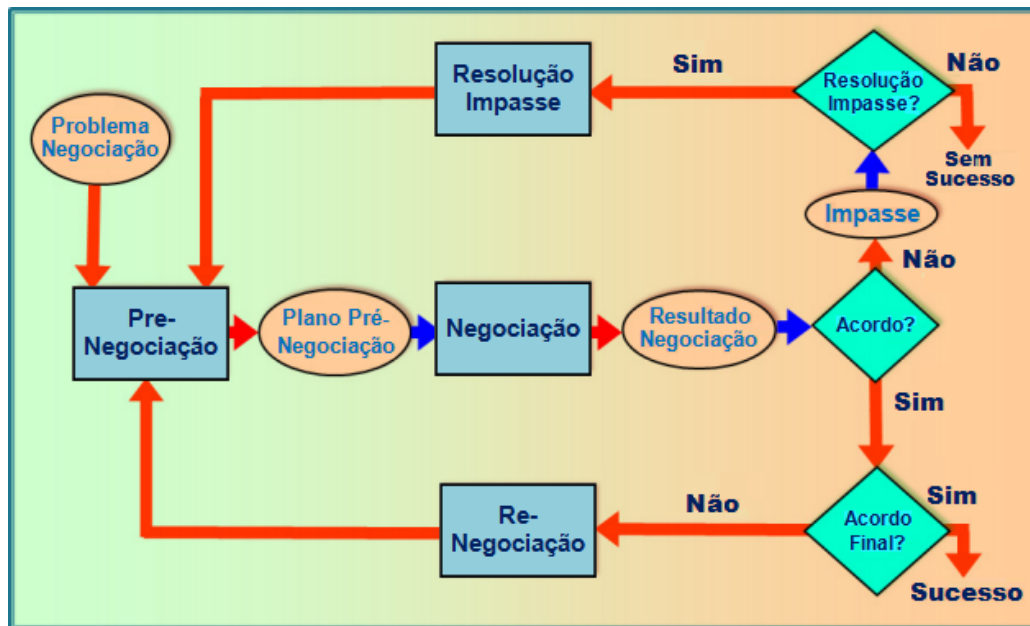 Resolução
Impasse
Sim
Resolução
Impasse?
Não
Sem
Sucesso
Problema
Negociação
Impasse
Não
Pre-
Negociação
Plano Pré-
Negociação
Negociação
Resultado
Negociação
Acordo?
Sim
Re-
Negociação
Não
Acordo
Final?
Sim
Sucesso